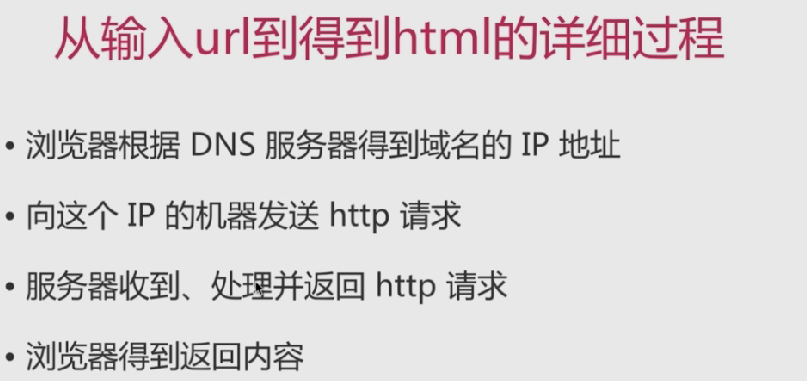 从输入url到得到html的详细过程
• 浏览器根据 DNS 服务器得到域名的 IP 地址
• 向这个 IP 的机器发送 http 请求
• 服务器收到、处理并返回 http 请求
• 浏览器得到返回内容